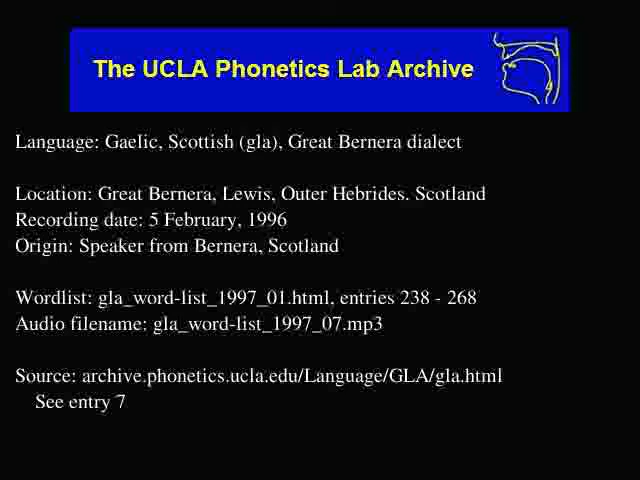 The UCLA Phonetics Lab Archive
Language: Gaelic, Scottish (gla), Great Bernera dialect
Location: Great Bernera, Lewis, Outer Hebrides. Scotland
Recording date: 5 February, 1996
Origin: Speaker from Bernera, Scotland
Wordlist: gla_word-list_1997_01.html, entries 238 - 268
Audio filename: gla_word-list_1997_07.mp3
Source: archive.phonetics.ucla.edu/Language/GLA/gla.html
See entry 7